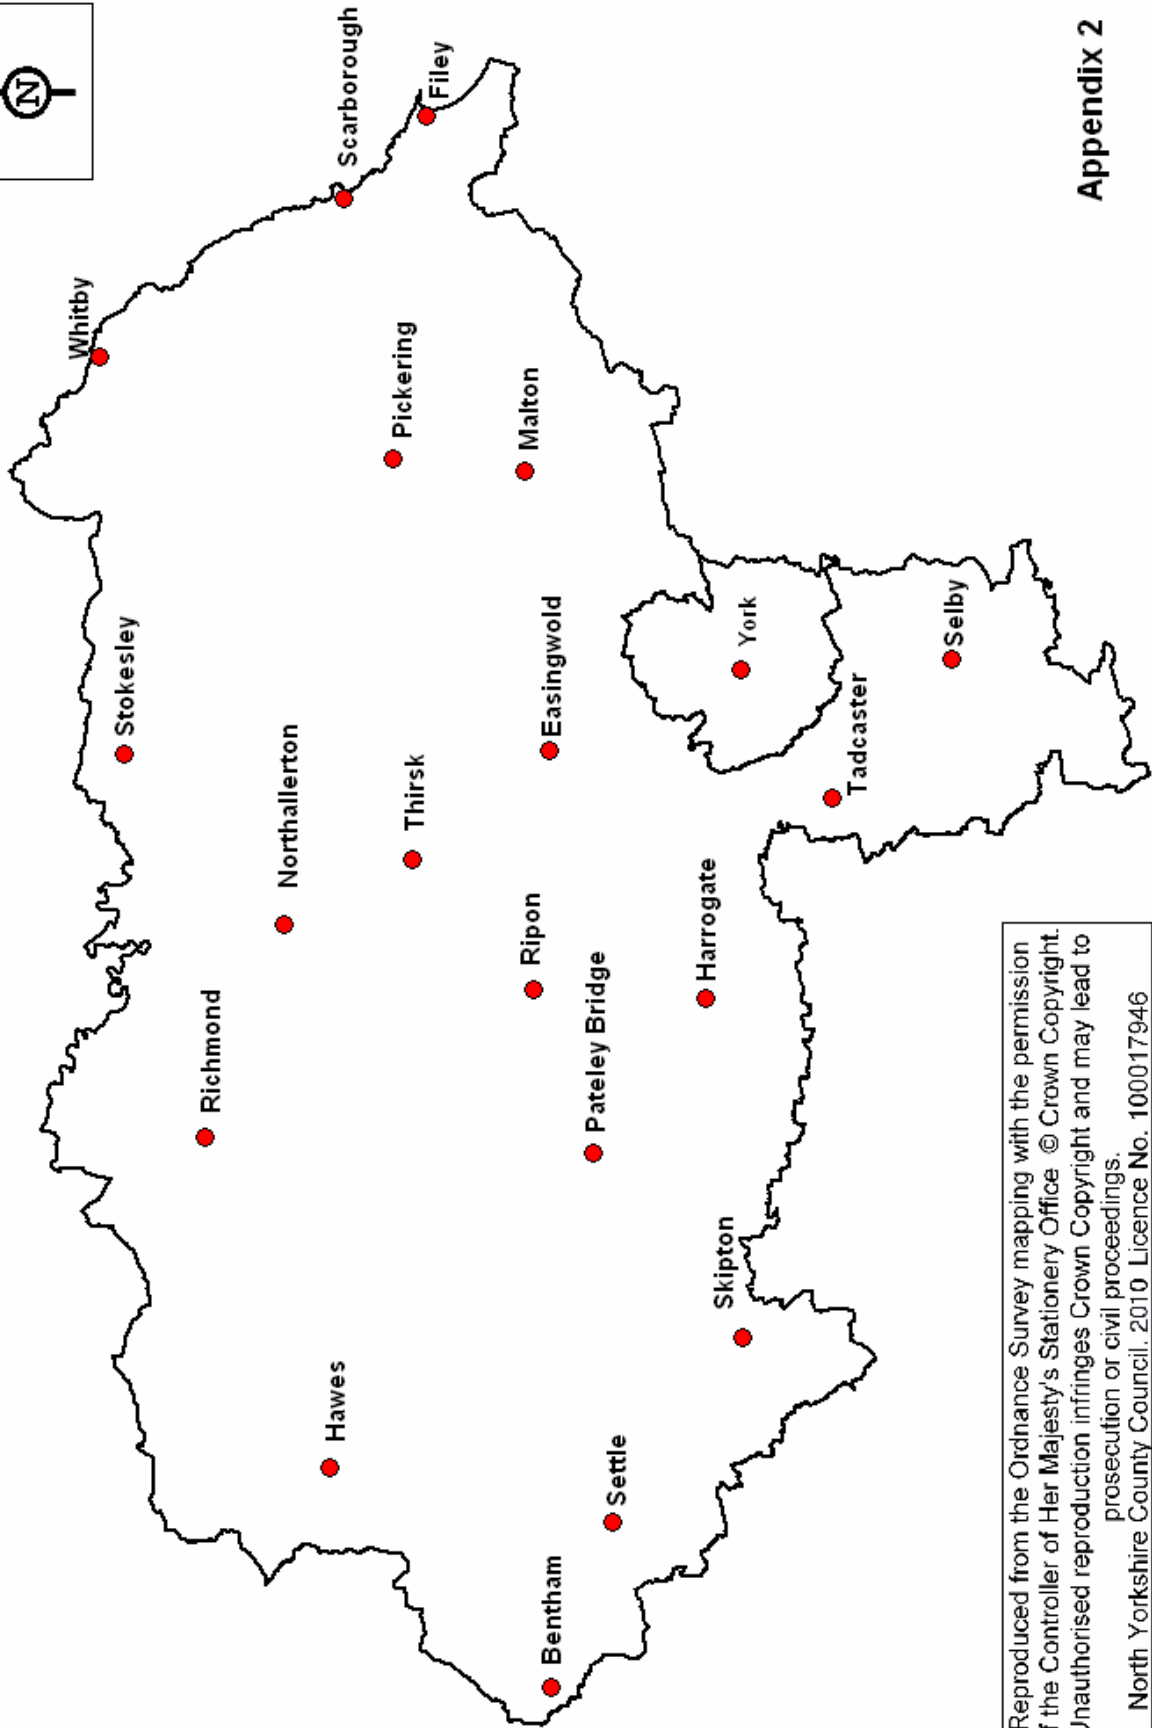 N
Whitby
Scarborough
Filey
Stokesley
Pickering
Malton
Northallerton
Thirsk
Easingwold
Richmond
Ripon
Pateley Bridge
York
Harrogate
Tadcaster
Selby
Hawes
Skipton
Settle
Bentham
Appendix 2
Reproduced from the Ordnance Survey mapping with the permission
the Controller of Her Majesty's Stationery Office © Crown Copyright.
reproduction infringes Crown Copyright and may lead to
prosecution or civil proceedings.
North Yorkshire County Council. 2010 Licence No. 100017946